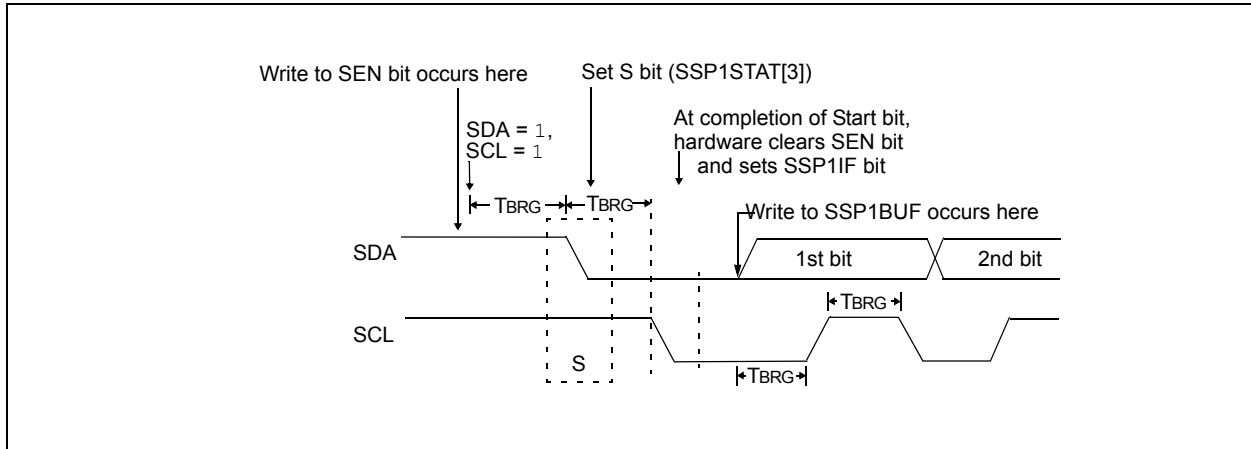 Write to SEN bit occurs here
Set S bit (SSP1STAT[3])
SDA = 1,
SCL = 1
At completion of Start bit,
hardware clears SEN bit
and sets SSP1IF bit
TBRG
TBRG
Write to SSP1BUF occurs here
SDA
1st bit
2nd bit
TBRG
SCL
S
TBRG